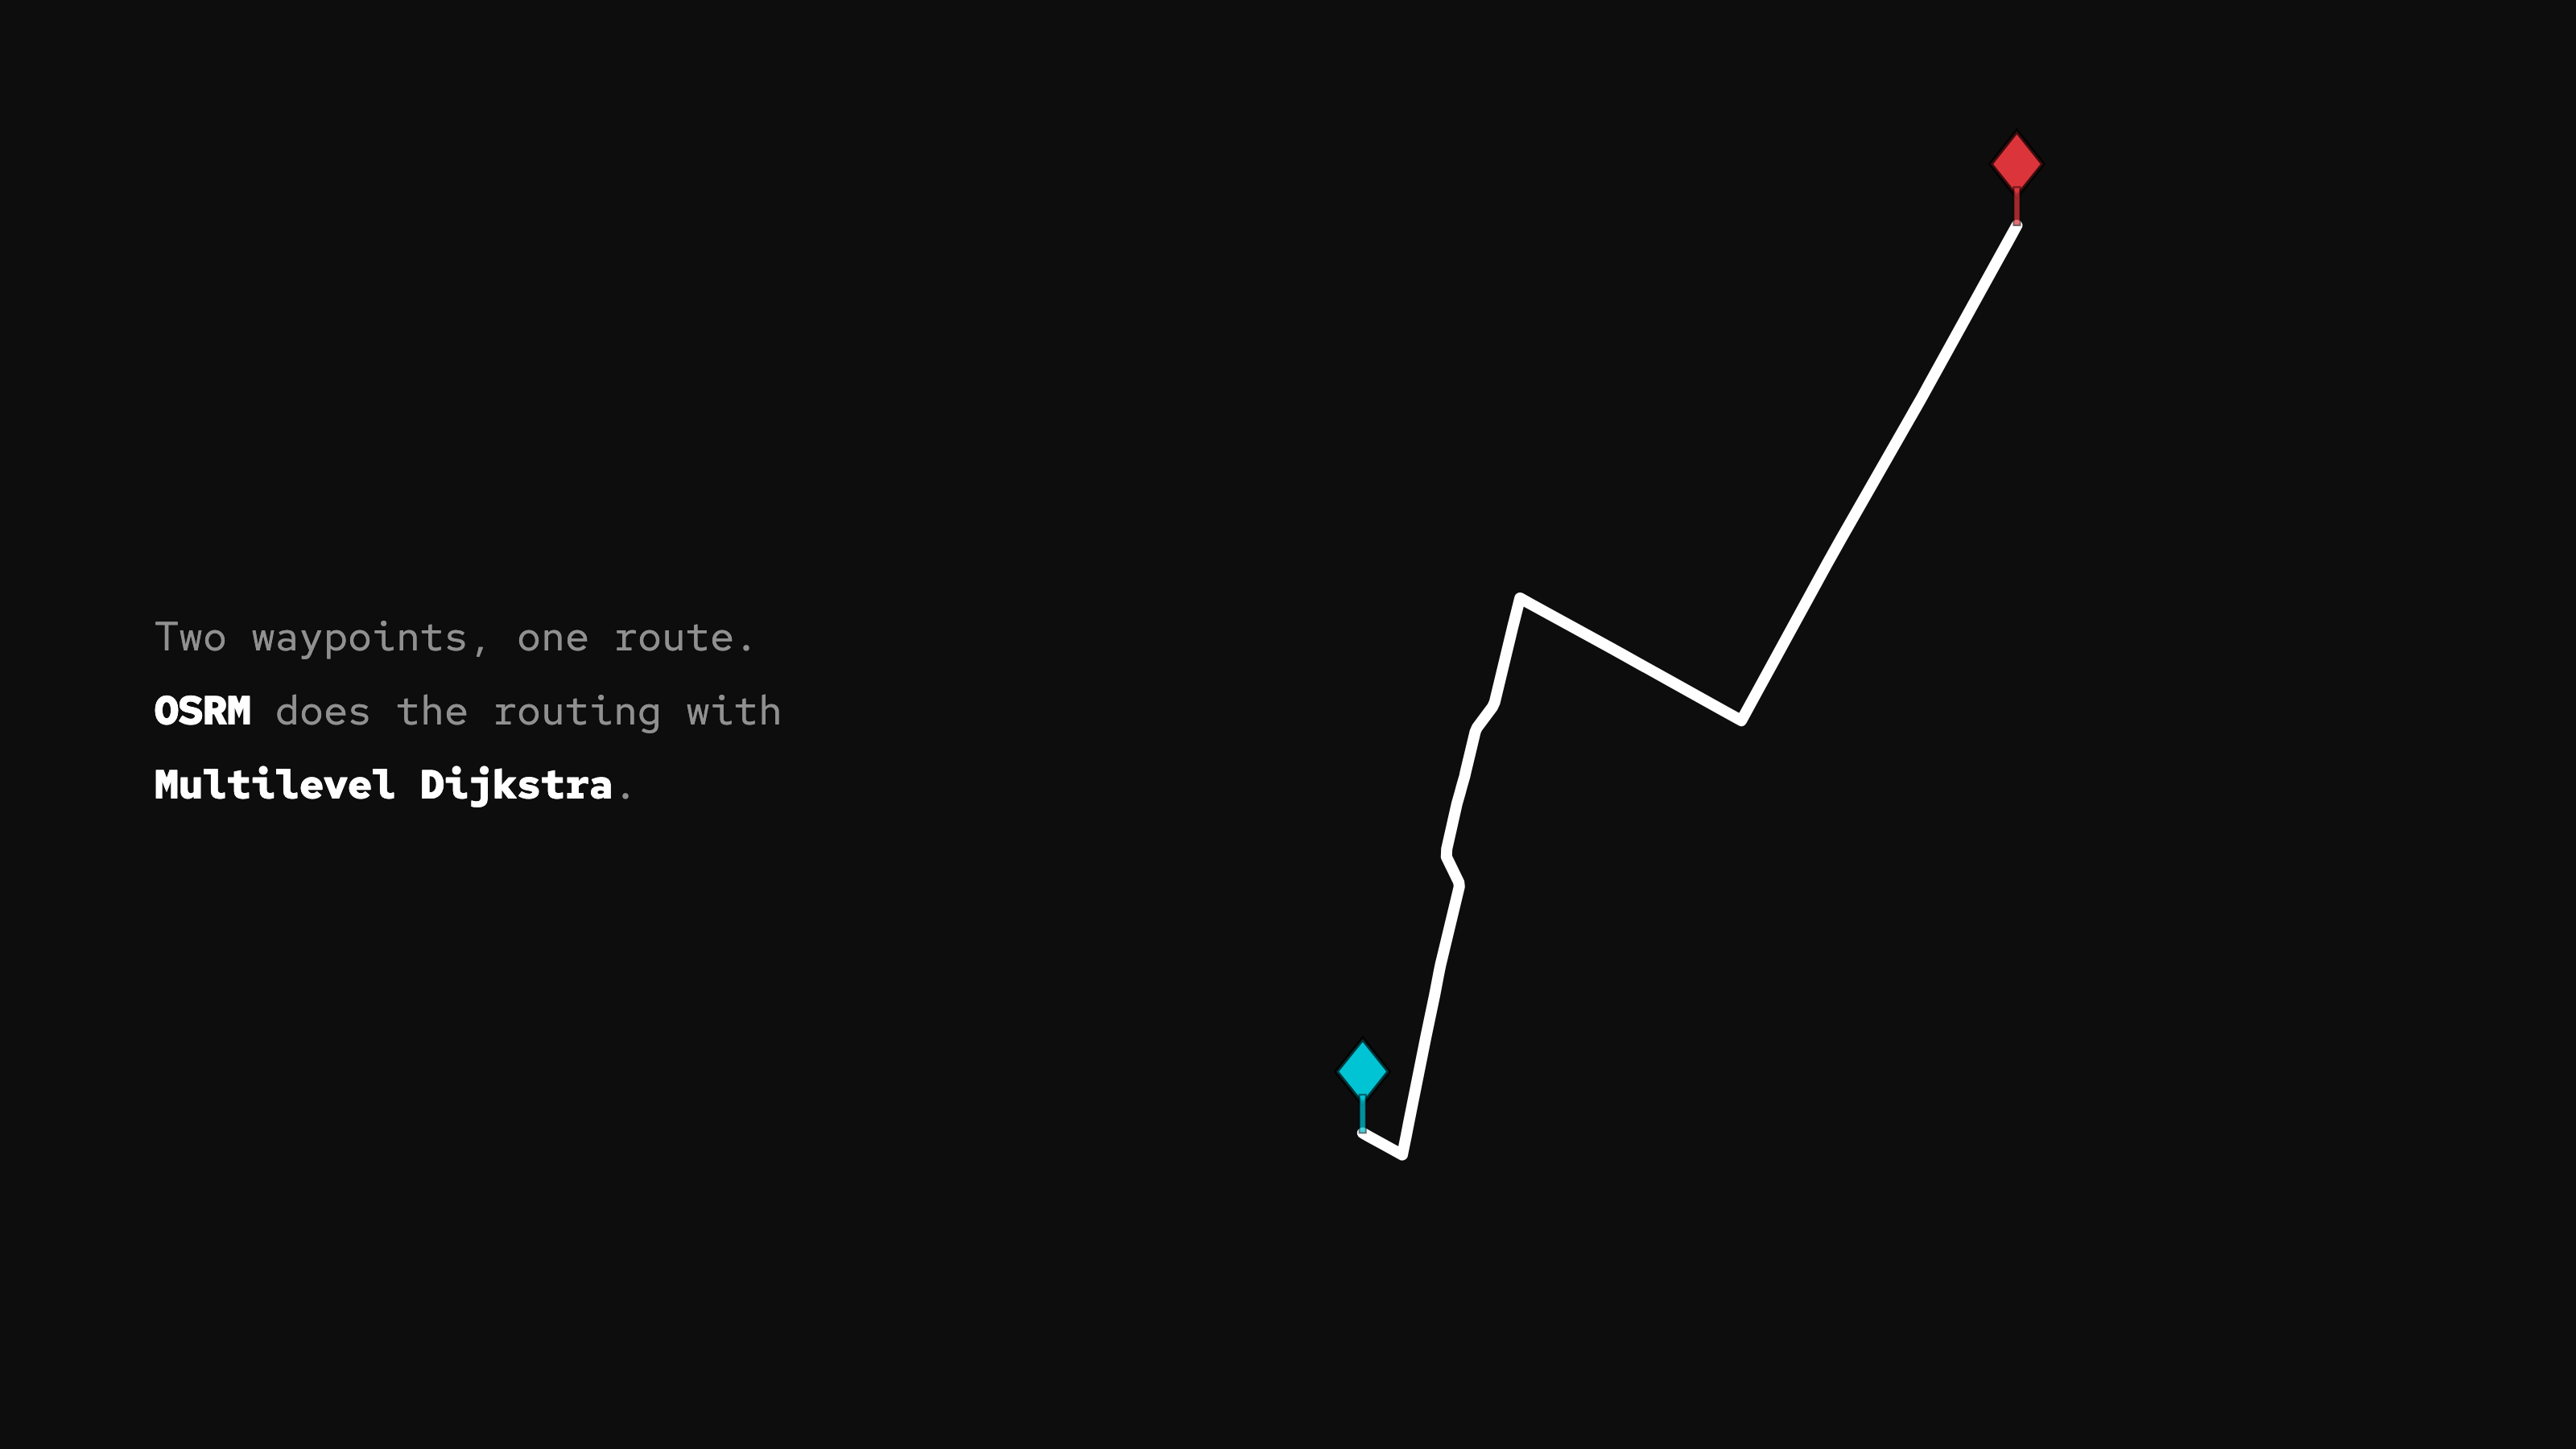 Two waypoints, one route.
OSRM does the routing with
Multilevel Dijkstra.